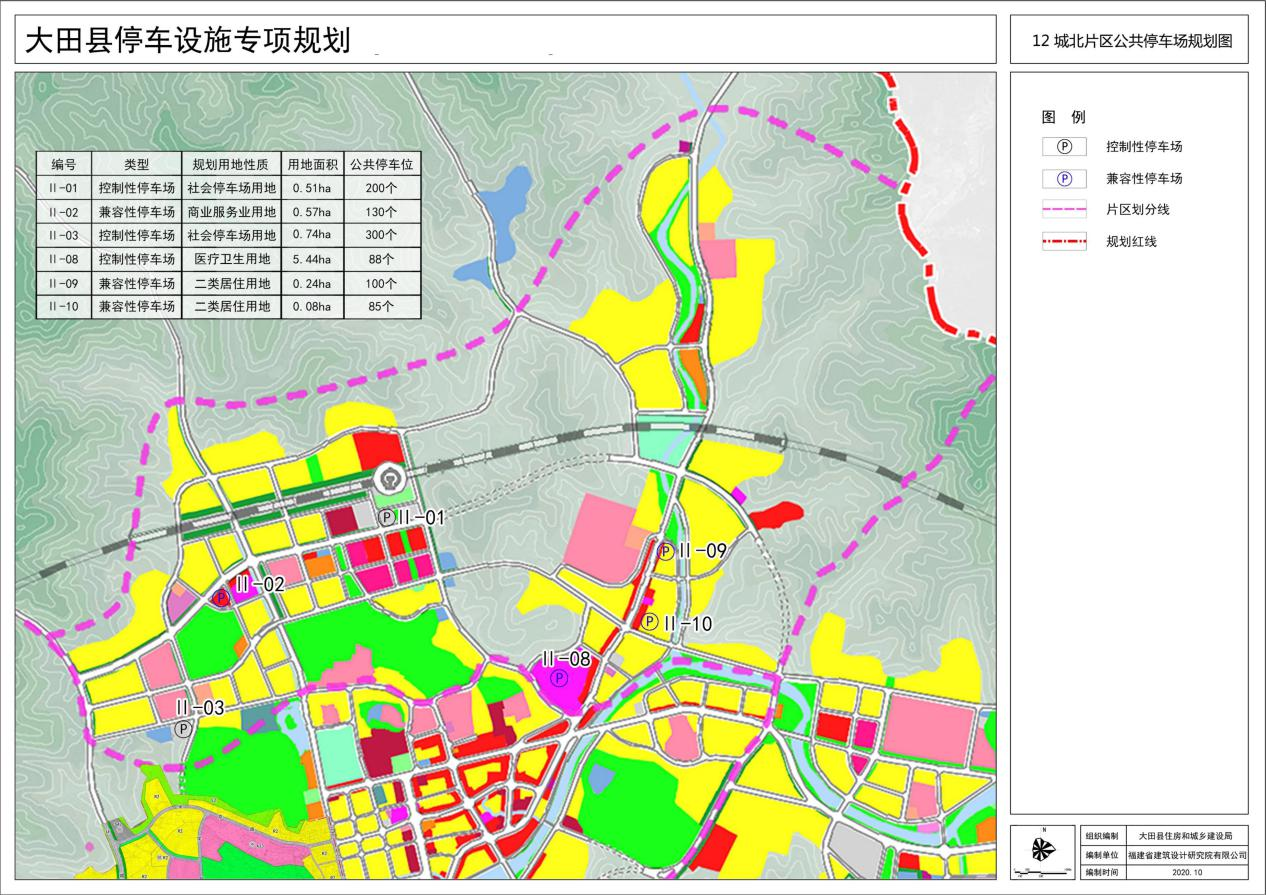 大田县停车设施专项规划
12 城北片区公共停车场规划图
编号 类型 规划用地性质 用地面积 公共停车位
II-01 控制性停车场 社会停车场用地 0.51ha 200个
II-02 兼容性停车场 商业服务业用地 0.57ha 130个
II-03 控制性停车场 社会停车场用地 0.74ha 300个
II-08 控制性停车场 医疗卫生用地 5.44ha 88个
II-09 兼容性停车场 二类居住用地 0.24ha 100个
II-10 兼容性停车场 二类居住用地 0.08ha 85个
图 例
P 控制性停车场
P 兼容性停车场
片区划分线
规划红线
P II-01
P II-09
II-02
P
P II-10
II-08
P
II-03
P
R2
R2
R2
R2
R2
R2
N
组织编制 大田县住房和城乡建设局
编制单位 福建省建筑设计研究院有限公司
编制时间 2020.10